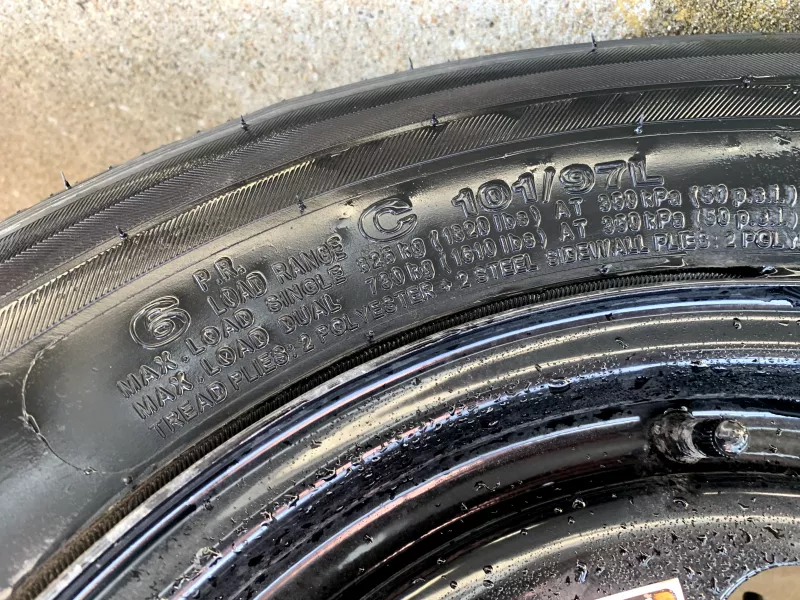 6 P.R. LOAD RANGE C 101/97L
MAX. LOAD SINGLE 825 kg (1820 lbs) AT 350 kPa (50 p.s.i.)
MAX. LOAD DUAL 730 kg (1610 lbs) AT 350 kPa (50 p.s.i.)
TREAD PLIES: 2 POLYESTER + 2 STEEL SIDEWALL PLIES: 2 POLY